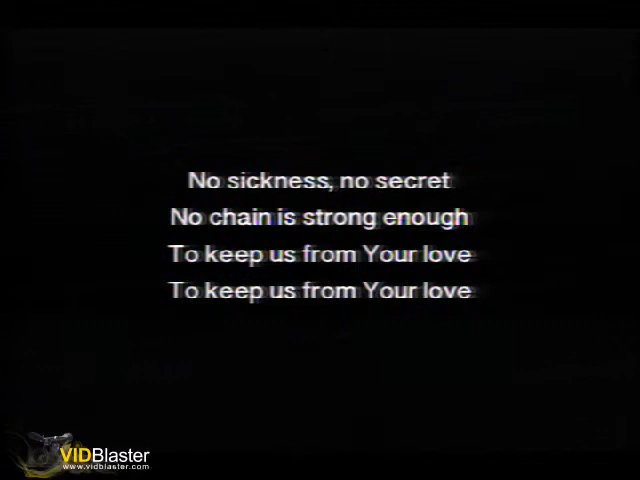 No sickness, no secret
No chain is strong enough
To keep us from Your love
To keep us from Your love
VIDBlaster
www.vidblaster.com